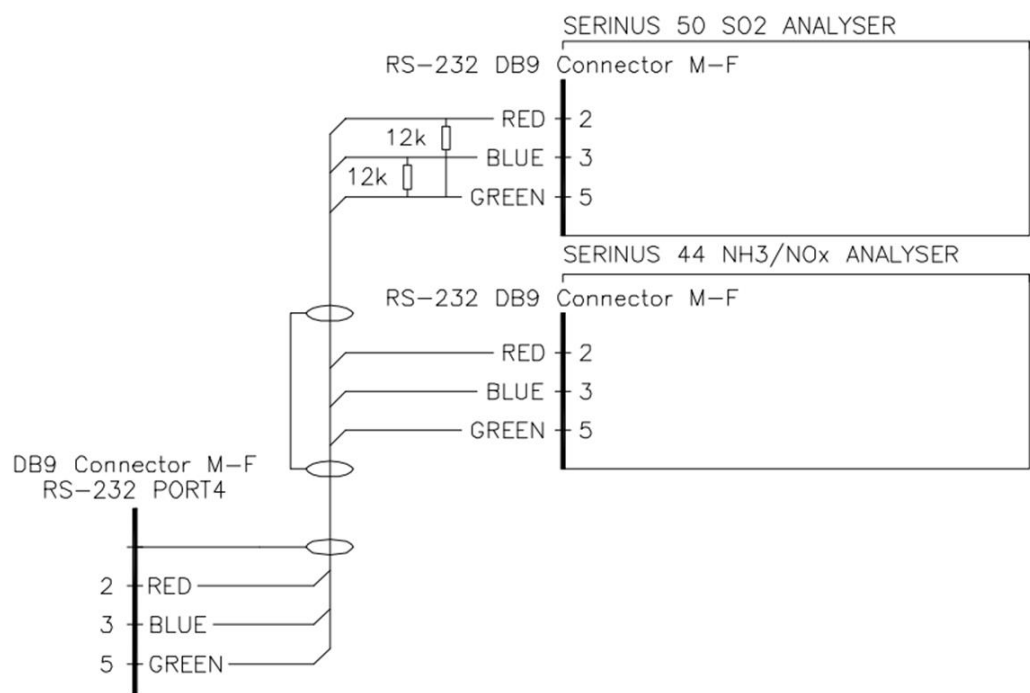 SERINUS 50 SO2 ANALYSER
RS-232 DB9 Connector M-F
RED 2
12k
BLUE 3
12k
GREEN 5
SERINUS 44 NH3/NOx ANALYSER
RS-232 DB9 Connector M-F
RED 2
BLUE 3
GREEN 5
DB9 Connector M-F
RS-232 PORT4
2 RED
3 BLUE
5 GREEN